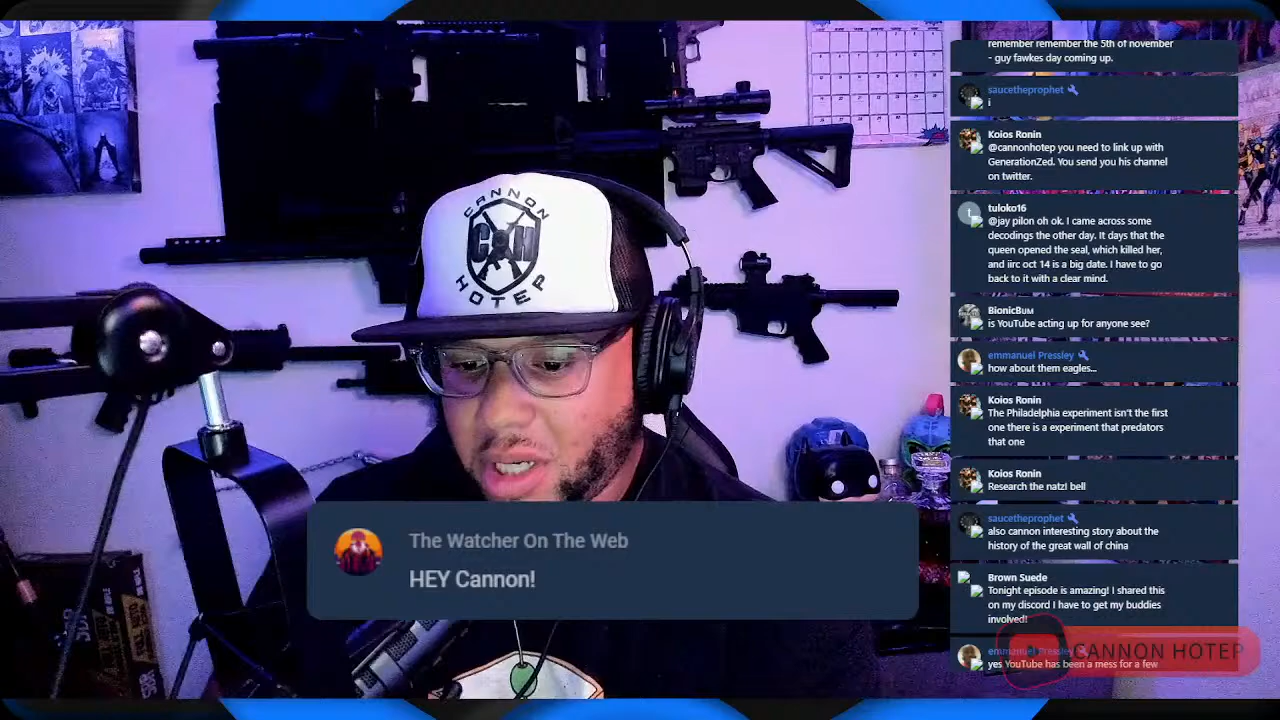 CANNON
CH
HOTEP
The Watcher On The Web
HEY Cannon!
remember remember the 5th of november
- guy fawkes day coming up.
saucetheprophet
i
Koios Ronin
@cannonhotep you need to link up with
GenerationZed. You send you his channel
on twitter.
tuloko16
@jay pilon oh ok. I came across some
decodings the other day. It days that the
queen opened the seal, which killed her,
and iirc oct 14 is a big date. I have to go
back to it with a clear mind.
BionicBum
is YouTube acting up for anyone see?
emmanuel Pressley
how about them eagles...
Koios Ronin
The Philadelphia experiment isn't the first
one there is a experiment that predators
that one
Koios Ronin
Research the natzi bell
saucetheprophet
also cannon interesting story about the
history of the great wall of china
Brown Suede
Tonight episode is amazing! I shared this
on my discord I have to get my buddies
involved!
emmanuel Pressley
yes YouTube has been a mess for a few
CANNON HOTEP